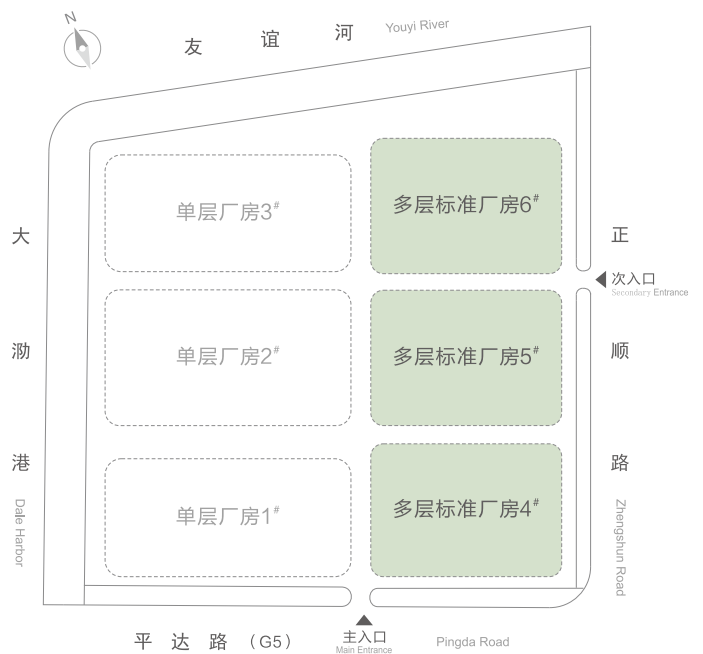 N
友谊河 Youyi River
单层厂房3#
多层标准厂房6#
大泐港
Dale Harbor
正顺路
Zhengshun Road
次入口
Secondary Entrance
单层厂房2#
多层标准厂房5#
单层厂房1#
多层标准厂房4#
平达路（G5）
主入口
Main Entrance
Pingda Road